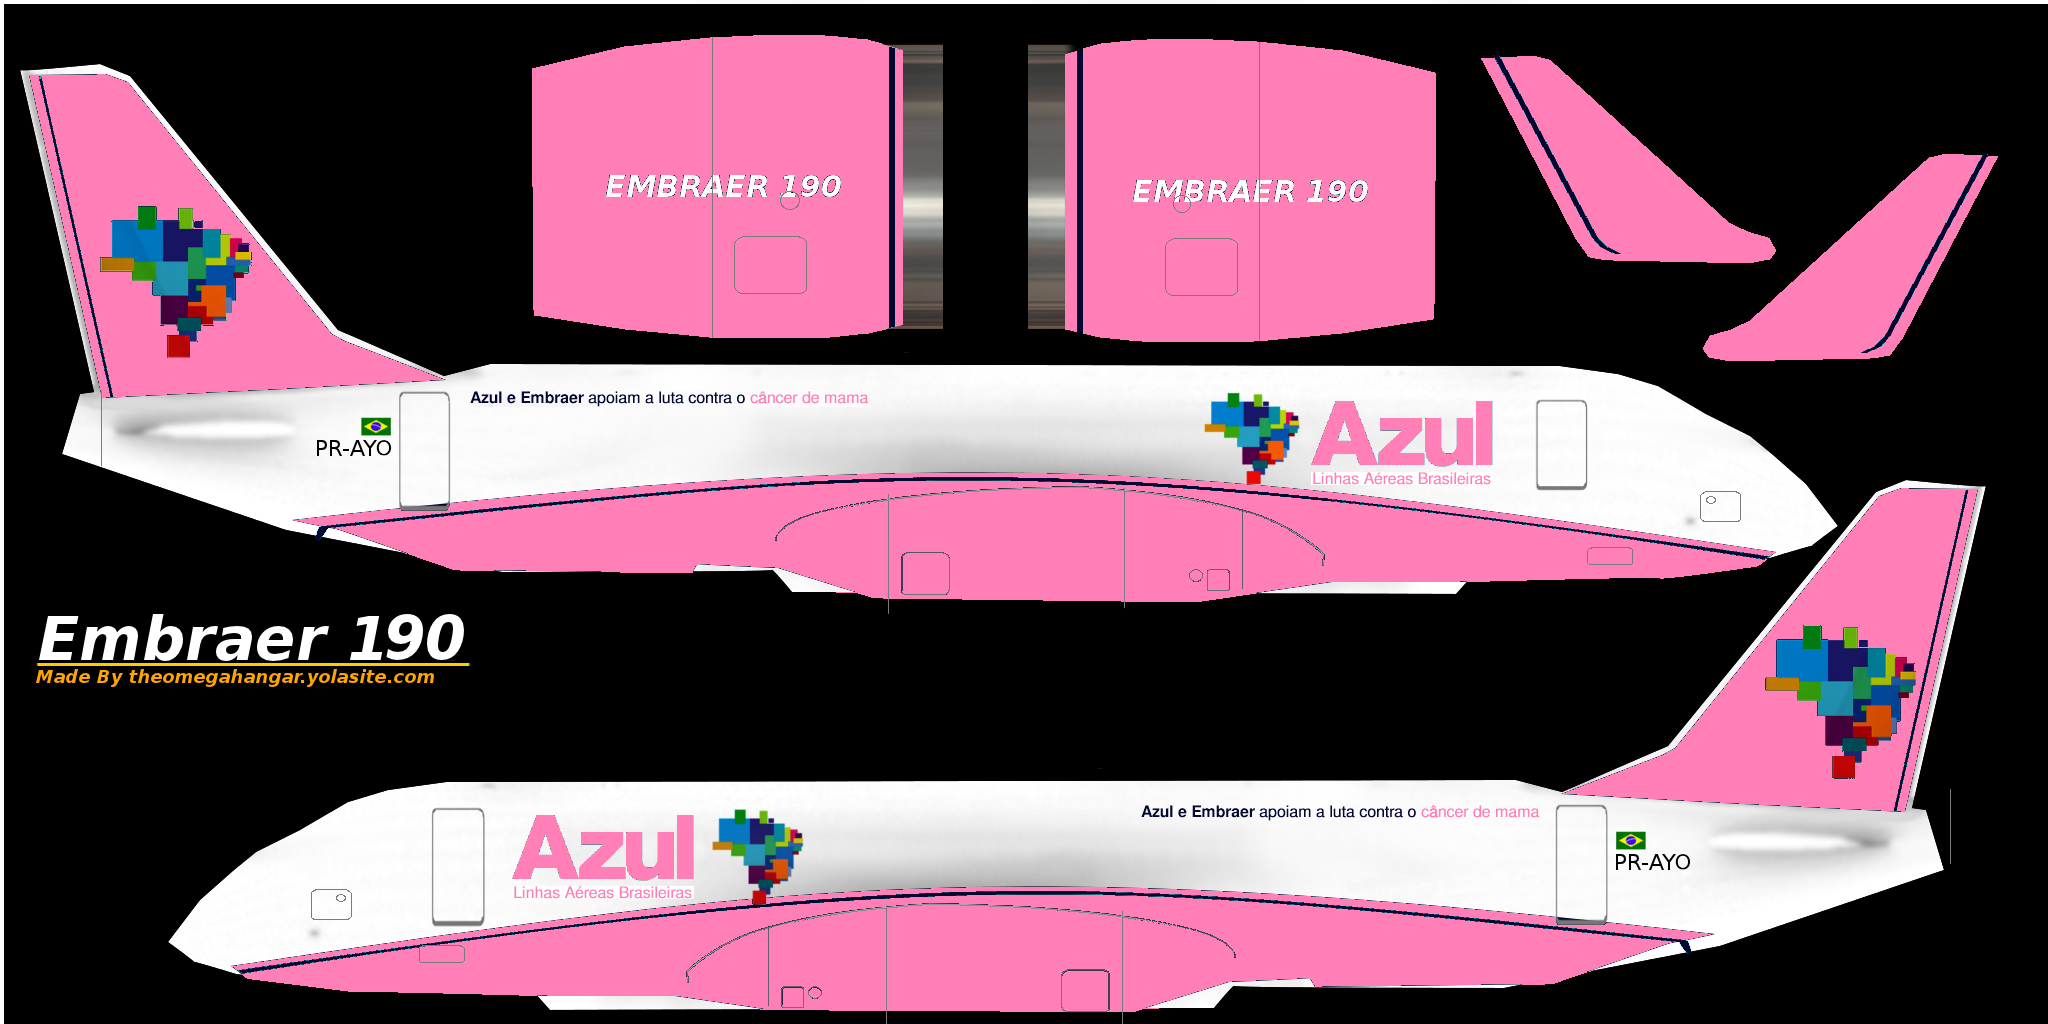 EMBRAER 190
EMBRAER 190
Azul e Embraer apoiam a luta contra o câncer de mama
PR-AYO
Azul
Linhas Aéreas Brasileiras
Embraer 190
Made By theomegahangar.yolasite.com
Azul
Linhas Aéreas Brasileiras
Azul e Embraer apoiam a luta contra o câncer de mama
PR-AYO